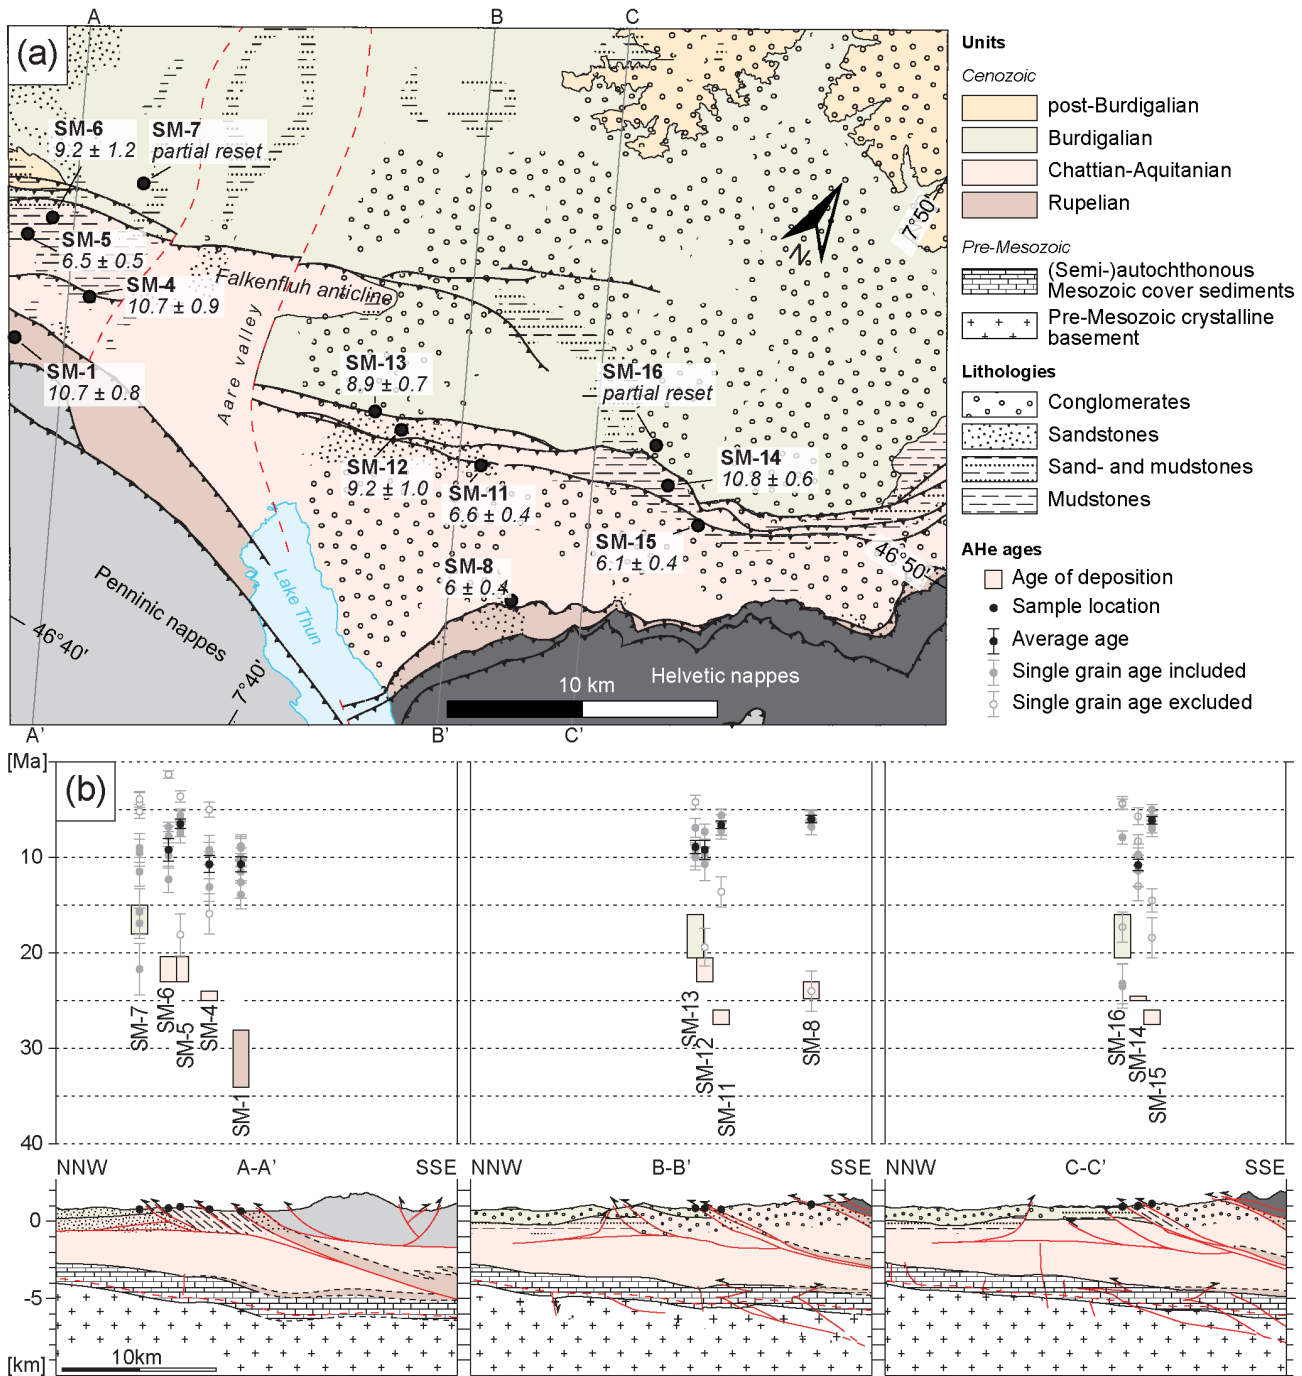 A
B
C
(a)
SM-6
9.2 ± 1.2
SM-7
partial reset
SM-5
6.5 ± 0.5
SM-4
10.7 ± 0.9
SM-1
10.7 ± 0.8
Falkenfluh anticline
Aare valley
SM-13
8.9 ± 0.7
SM-16
partial reset
SM-12
9.2 ± 1.0
SM-11
6.6 ± 0.4
SM-14
10.8 ± 0.6
SM-15
6.1 ± 0.4
SM-8
6 ± 0.4
N
7°50'
46°50'
Lake Thun
Penninic nappes
46°40'
7°40'
Helvetic nappes
10 km
A'
B'
C'
Units
Cenozoic
post-Burdigalian
Burdigalian
Chattian-Aquitanian
Rupelian
Pre-Mesozoic
(Semi-)autochthonous
Mesozoic cover sediments
Pre-Mesozoic crystalline
basement
Lithologies
Conglomerates
Sandstones
Sand- and mudstones
Mudstones
AHe ages
Age of deposition
Sample location
Average age
Single grain age included
Single grain age excluded
[Ma]
(b)
10
20
30
40
SM-7
SM-6
SM-5
SM-4
SM-1
SM-13
SM-12
SM-11
SM-8
SM-16
SM-14
SM-15
NNW
A-A'
SSE
NNW
B-B'
SSE
NNW
C-C'
SSE
0
-5
[km]
10km